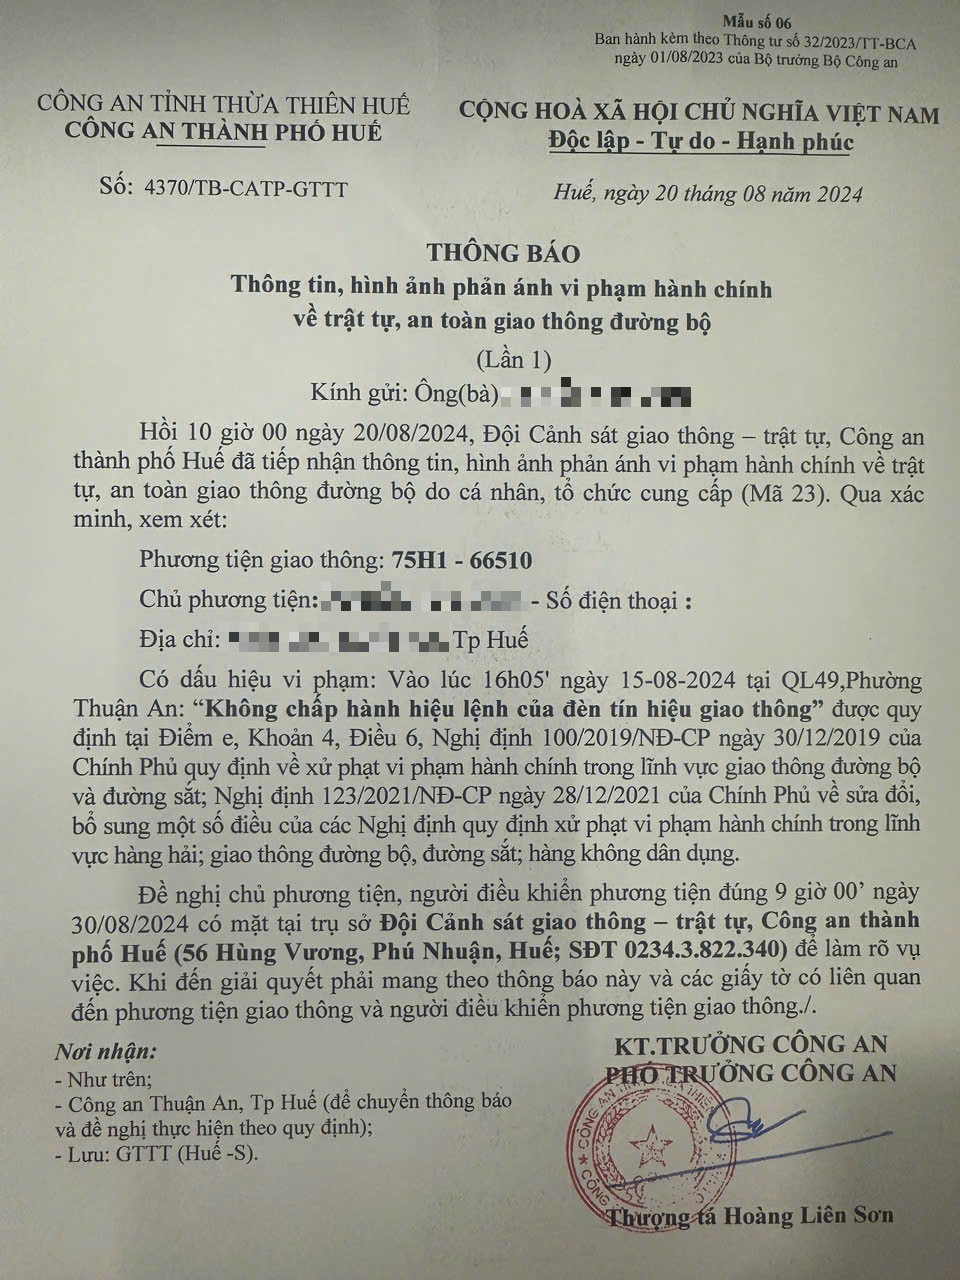 Mẫu số 06
Ban hành kèm theo Thông tư số 32/2023/TT-BCA
ngày 01/08/2023 của Bộ trưởng Bộ Công an
CÔNG AN TỈNH THỪA THIÊN HUẾ
CÔNG AN THÀNH PHỐ HUẾ
CỘNG HOÀ XÃ HỘI CHỦ NGHĨA VIỆT NAM
Độc lập - Tự do - Hạnh phúc
Số: 4370/TB-CATP-GTTT
Huế, ngày 20 tháng 08 năm 2024
THÔNG BÁO
Thông tin, hình ảnh phản ánh vi phạm hành chính
về trật tự, an toàn giao thông đường bộ
(Lần 1)
Kính gửi: Ông(bà)
Hồi 10 giờ 00 ngày 20/08/2024, Đội Cảnh sát giao thông – trật tự, Công an
thành phố Huế đã tiếp nhận thông tin, hình ảnh phản ánh vi phạm hành chính về trật
tự, an toàn giao thông đường bộ do cá nhân, tổ chức cung cấp (Mã 23). Qua xác
minh, xem xét:
Phương tiện giao thông: 75H1 - 66510
Chủ phương tiện: - Số điện thoại :
Địa chỉ: Tp Huế
Có dấu hiệu vi phạm: Vào lúc 16h05' ngày 15-08-2024 tại QL49,Phường
Thuận An: “Không chấp hành hiệu lệnh của đèn tín hiệu giao thông” được quy
định tại Điểm e, Khoản 4, Điều 6, Nghị định 100/2019/NĐ-CP ngày 30/12/2019 của
Chính Phủ quy định về xử phạt vi phạm hành chính trong lĩnh vực giao thông đường bộ
và đường sắt; Nghị định 123/2021/NĐ-CP ngày 28/12/2021 của Chính Phủ về sửa đổi,
bổ sung một số điều của các Nghị định quy định xử phạt vi phạm hành chính trong lĩnh
vực hàng hải; giao thông đường bộ, đường sắt; hàng không dân dụng.
Đề nghị chủ phương tiện, người điều khiển phương tiện đúng 9 giờ 00’ ngày
30/08/2024 có mặt tại trụ sở Đội Cảnh sát giao thông – trật tự, Công an thành
phố Huế (56 Hùng Vương, Phú Nhuận, Huế; SĐT 0234.3.822.340) để làm rõ vụ
việc. Khi đến giải quyết phải mang theo thông báo này và các giấy tờ có liên quan
đến phương tiện giao thông và người điều khiển phương tiện giao thông./.
Nơi nhận:
- Như trên;
- Công an Thuận An, Tp Huế (để chuyển thông báo
và đề nghị thực hiện theo quy định);
- Lưu: GTTT (Huế -S).
KT.TRƯỞNG CÔNG AN
PHÓ TRƯỞNG CÔNG AN
Thượng tá Hoàng Liên Sơn